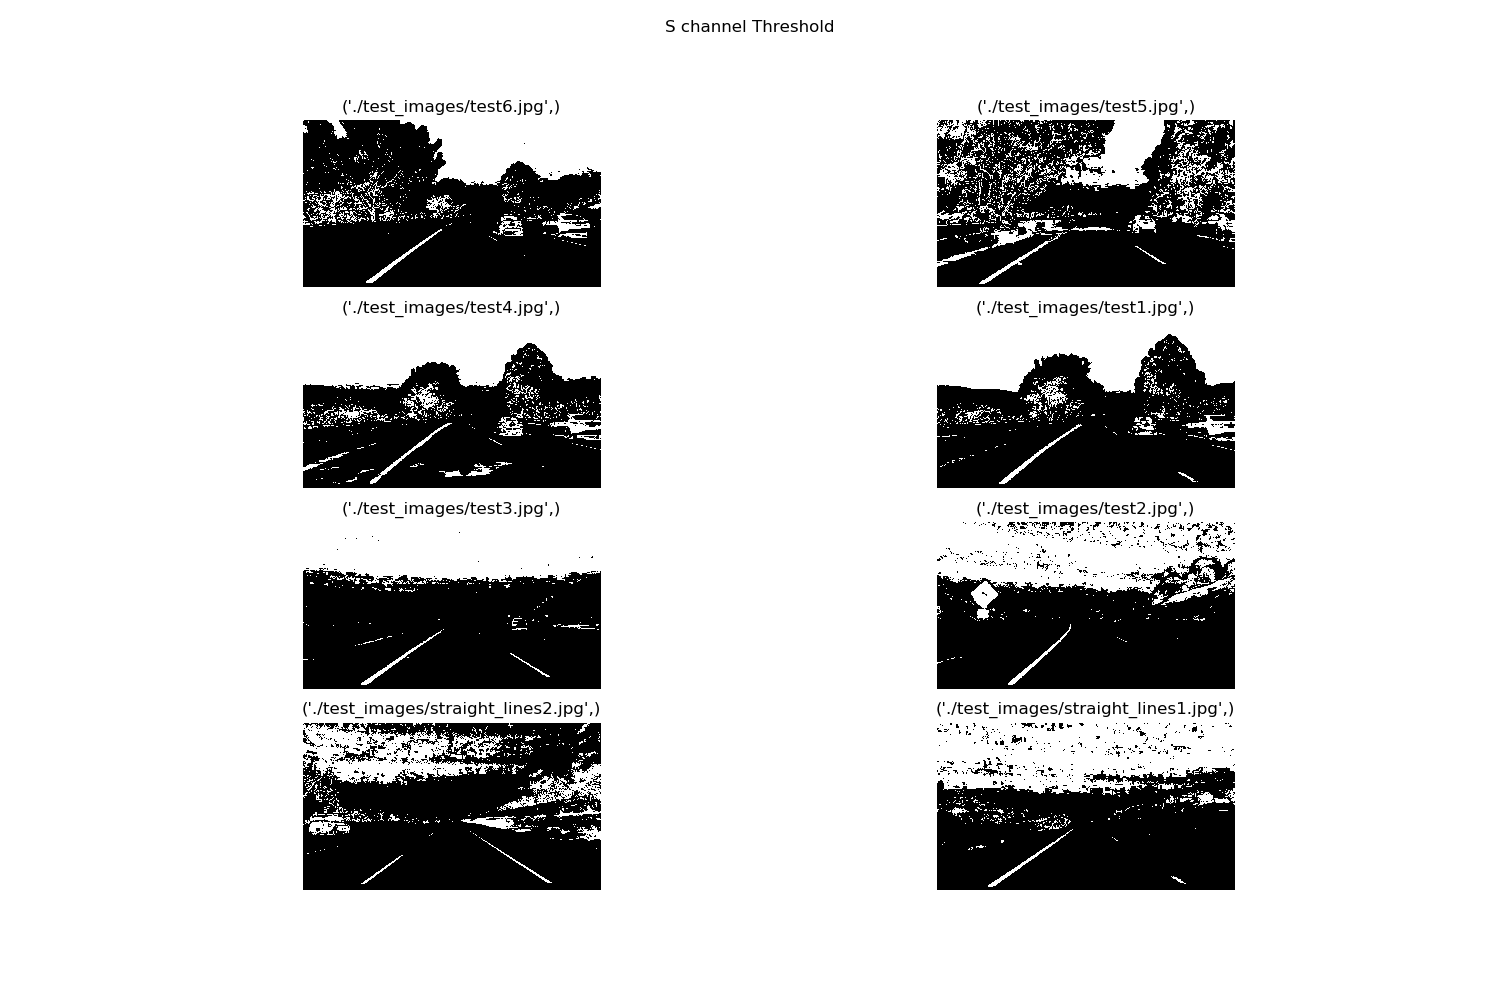 S channel Threshold
('./test_images/test6.jpg',)
('./test_images/test5.jpg',)
('./test_images/test4.jpg',)
('./test_images/test1.jpg',)
('./test_images/test3.jpg',)
('./test_images/test2.jpg',)
('./test_images/straight_lines2.jpg',)
('./test_images/straight_lines1.jpg',)